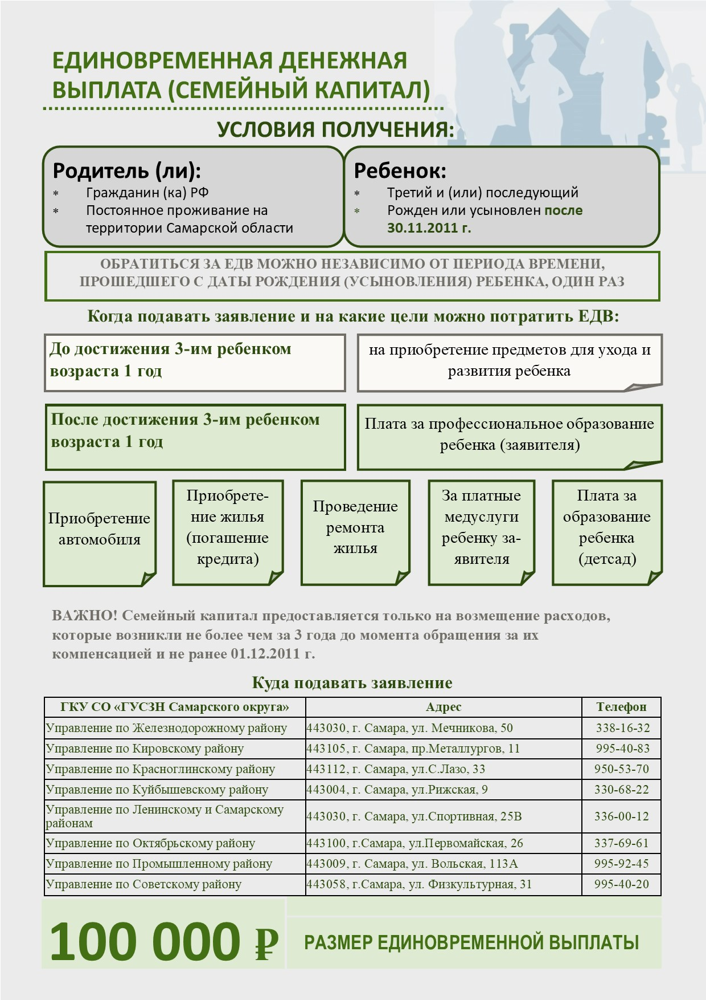 ЕДИНОВРЕМЕННАЯ ДЕНЕЖНАЯ
ВЫПЛАТА (СЕМЕЙНЫЙ КАПИТАЛ)
УСЛОВИЯ ПОЛУЧЕНИЯ:
Родитель (ли):
* Гражданин (ка) РФ
* Постоянное проживание на
территории Самарской области
Ребенок:
* Третий и (или) последующий
* Рожден или усыновлен после
30.11.2011 г.
ОБРАТИТЬСЯ ЗА ЕДВ МОЖНО НЕЗАВИСИМО ОТ ПЕРИОДА ВРЕМЕНИ,
ПРОШЕДШЕГО С ДАТЫ РОЖДЕНИЯ (УСЫНОВЛЕНИЯ) РЕБЕНКА, ОДИН РАЗ
Когда подавать заявление и на какие цели можно потратить ЕДВ:
До достижения 3-им ребенком
возраста 1 год
на приобретение предметов для ухода и
развития ребенка
После достижения 3-им ребенком
возраста 1 год
Плата за профессиональное образование
ребенка (заявителя)
Приобретение
автомобиля
Приобрете-
ние жилья
(погашение
кредита)
Проведение
ремонта
жилья
За платные
медуслуги
ребенку за-
явителя
Плата за
образование
ребенка
(детсад)
ВАЖНО! Семейный капитал предоставляется только на возмещение расходов,
которые возникли не более чем за 3 года до момента обращения за их
компенсацией и не ранее 01.12.2011 г.
Куда подавать заявление
ГКУ СО «ГУСЗН Самарского округа» Адрес Телефон
Управление по Железнодорожному району 443030, г. Самара, ул. Мечникова, 50 338-16-32
Управление по Кировскому району 443105, г. Самара, пр.Металлургов, 11 995-40-83
Управление по Красноглинскому району 443112, г. Самара, ул.С.Лазо, 33 950-53-70
Управление по Куйбышевскому району 443004, г. Самара, ул.Рижская, 9 330-68-22
Управление по Ленинскому и Самарскому
районам 443030, г. Самара, ул.Спортивная, 25В 336-00-12
Управление по Октябрьскому району 443100, г.Самара, ул.Первомайская, 26 337-69-61
Управление по Промышленному району 443009, г. Самара, ул. Вольская, 113А 995-92-45
Управление по Советскому району 443058, г.Самара, ул. Физкультурная, 31 995-40-20
100 000 ₽
РАЗМЕР ЕДИНОВРЕМЕННОЙ ВЫПЛАТЫ